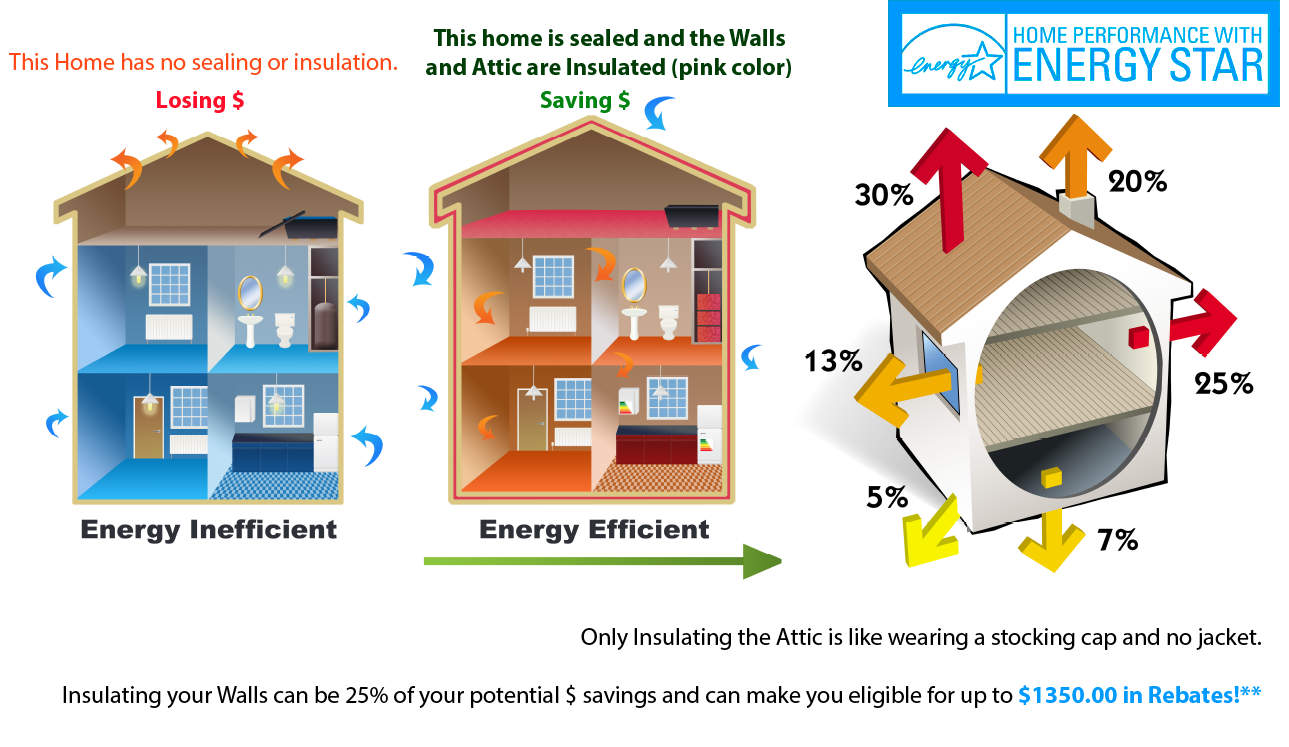 This Home has no sealing or insulation.
Losing $
This home is sealed and the Walls
and Attic are Insulated (pink color)
Saving $
energy
HOME PERFORMANCE WITH
ENERGY STAR
30%
20%
13%
25%
5%
7%
Energy Inefficient
Energy Efficient
Only Insulating the Attic is like wearing a stocking cap and no jacket.
Insulating your Walls can be 25% of your potential $ savings and can make you eligible for up to $1350.00 in Rebates!**